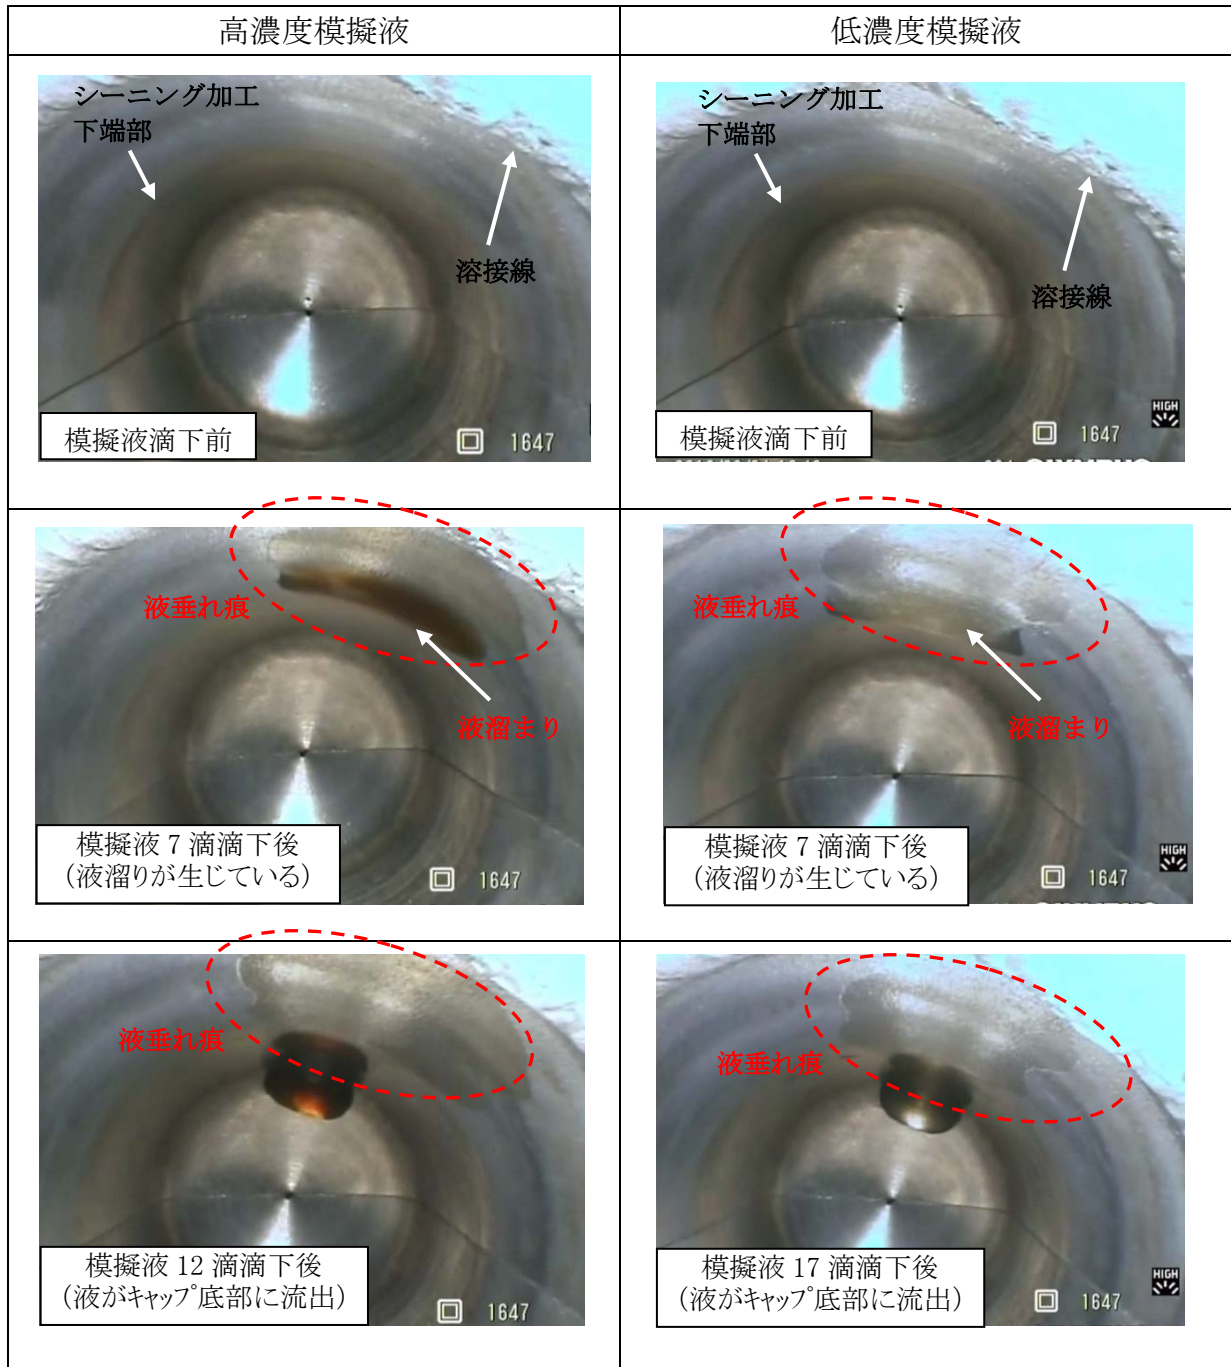 高濃度模擬液
低濃度模擬液
シーニング加工
下端部
溶接線
模擬液滴下前
1647
シーニング加工
下端部
溶接線
模擬液滴下前
1647
HIGH
液垂れ痕
液溜まり
模擬液 7 滴滴下後
(液溜りが生じている)
1647
液垂れ痕
液溜まり
模擬液 7 滴滴下後
(液溜りが生じている)
1647
HIGH
液垂れ痕
模擬液 12 滴滴下後
(液がキャップ底部に流出)
1647
液垂れ痕
模擬液 17 滴滴下後
(液がキャップ底部に流出)
1647
HIGH